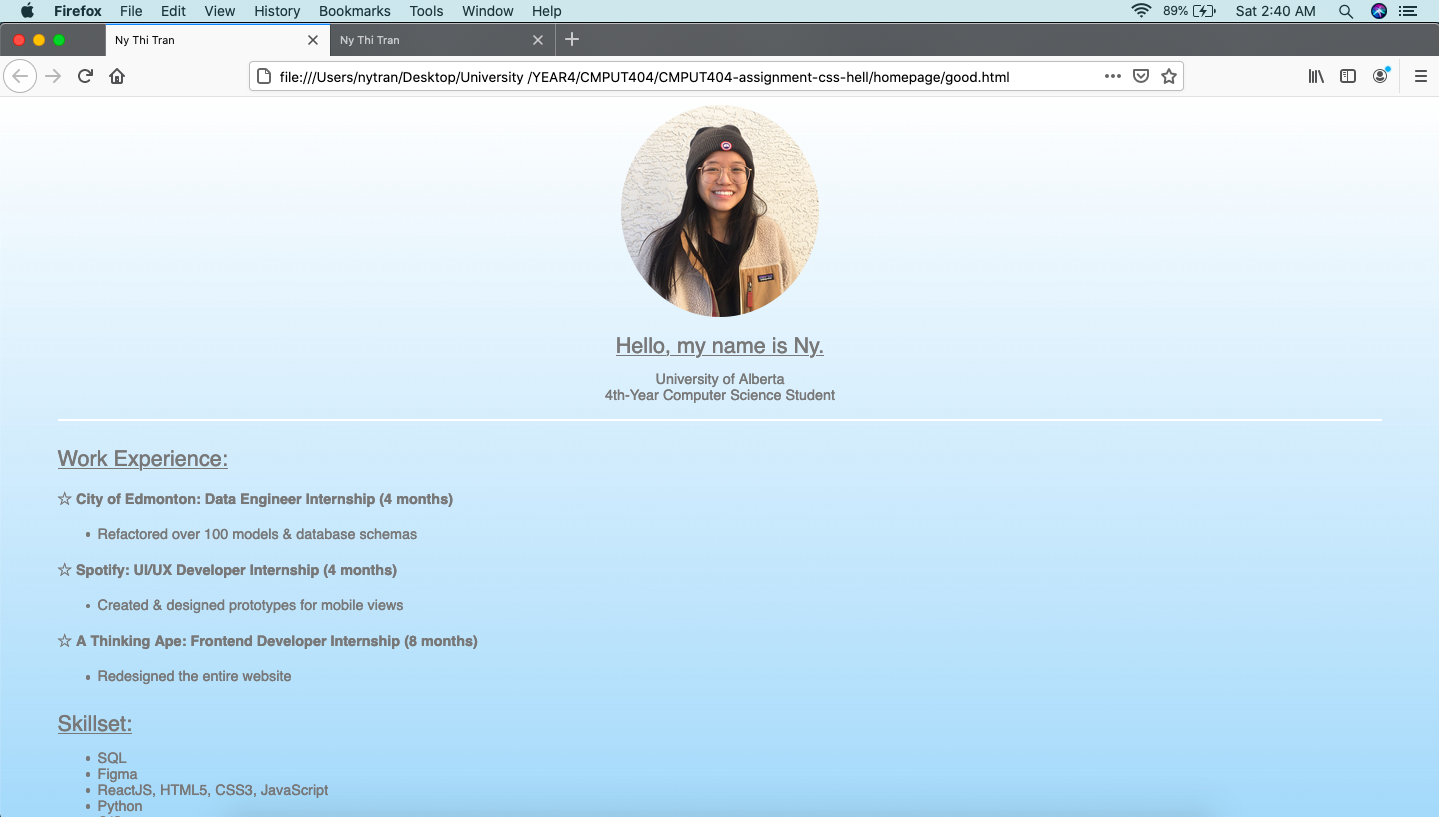 Firefox File Edit View History Bookmarks Tools Window Help 89% Sat 2:40 AM
Ny Thi Tran Ny Thi Tran
file:///Users/nytran/Desktop/University /YEAR4/CMPUT404/CMPUT404-assignment-css-hell/homepage/good.html
Hello, my name is Ny.
University of Alberta
4th-Year Computer Science Student
Work Experience:
☆ City of Edmonton: Data Engineer Internship (4 months)
• Refactored over 100 models & database schemas
☆ Spotify: UI/UX Developer Internship (4 months)
• Created & designed prototypes for mobile views
☆ A Thinking Ape: Frontend Developer Internship (8 months)
• Redesigned the entire website
Skillset:
• SQL
• Figma
• ReactJS, HTML5, CSS3, JavaScript
• Python